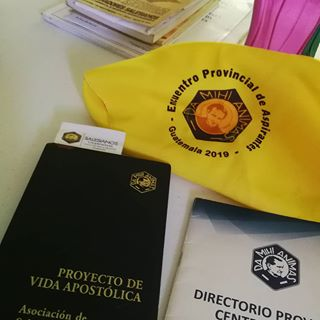 - Encuentro Provincial de Aspirantes -
DA MIHI ANIMAS
Guatemala 2019
SALESIANOS
PROYECTO DE
VIDA APOSTÓLICA
Asociación de
DA MIHI ANIMAS
DIRECTORIO PROV
CENT